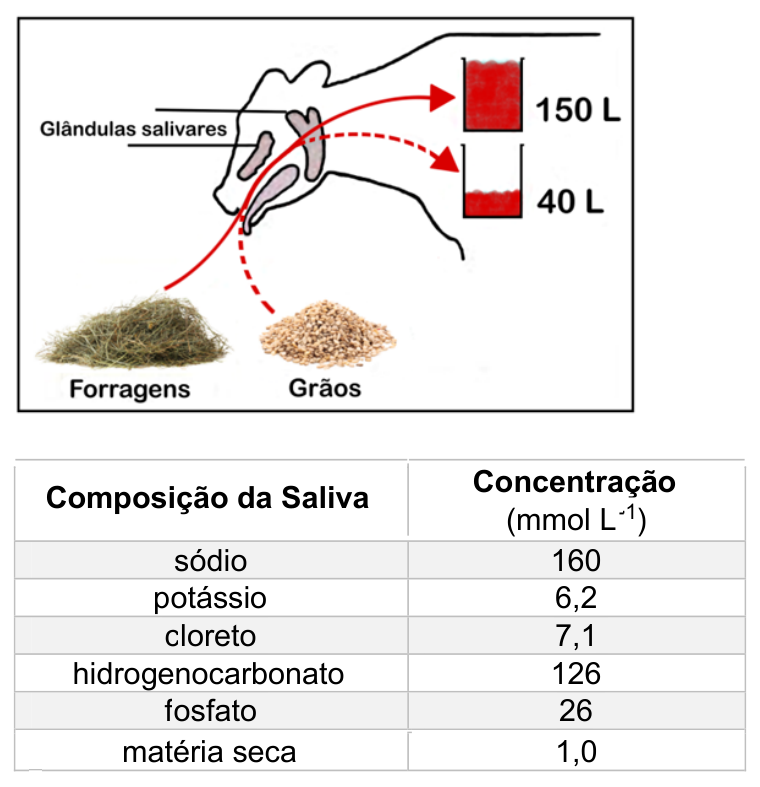 Glândulas salivares
150 L
40 L
Forragens Grãos
Composição da Saliva Concentração
(mmol L-1)
sódio 160
potássio 6,2
cloreto 7,1
hidrogenocarbonato 126
fosfato 26
matéria seca 1,0